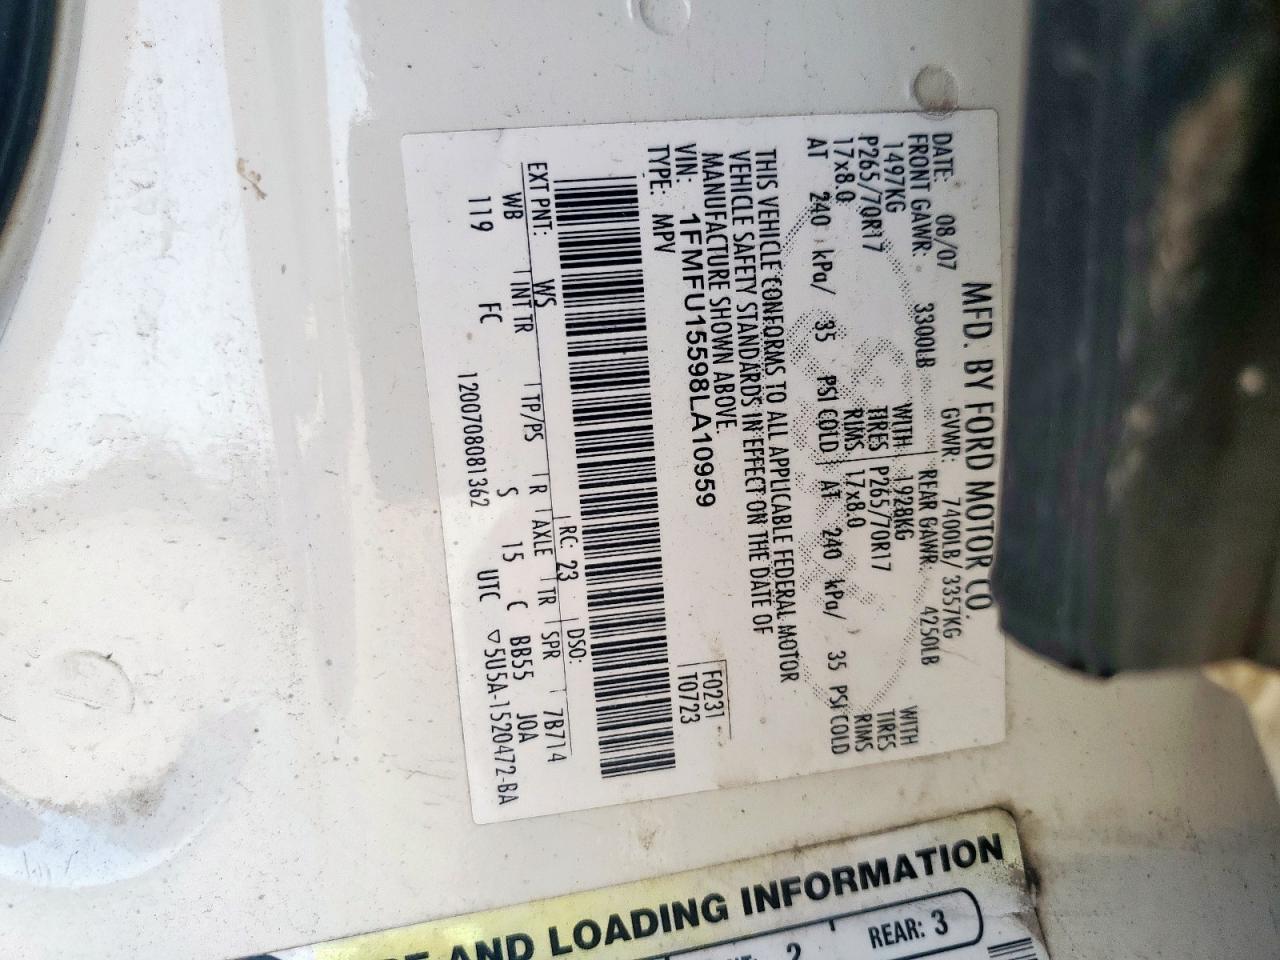 MFD. BY FORD MOTOR CO.
DATE: 08/07 GVWR: 7400LB/ 3357KG
FRONT GAWR: 3300LB REAR GAWR: 4250LB
1497KG WITH 1928KG WITH
P265/70R17 TIRES P265/70R17 TIRES
17x8.0 RIMS 17x8.0 RIMS
AT 240 kPa/ 35 PSI COLD AT 240 kPa/ 35 PSI COLD
THIS VEHICLE CONFORMS TO ALL APPLICABLE FEDERAL MOTOR
VEHICLE SAFETY STANDARDS IN EFFECT ON THE DATE OF
MANUFACTURE SHOWN ABOVE.
VIN: 1FMFU15598LA10959 F0231
TYPE: MPV T0723
EXT PNT: WS RC: 23 DSO:
WB INT TR TP/PS R AXLE TR SPR 7B714
119 FC S 15 C BB55 J0A
1200708081362 UTC ▽5U5A-1520472-BA
AND LOADING INFORMATION
2 REAR: 3